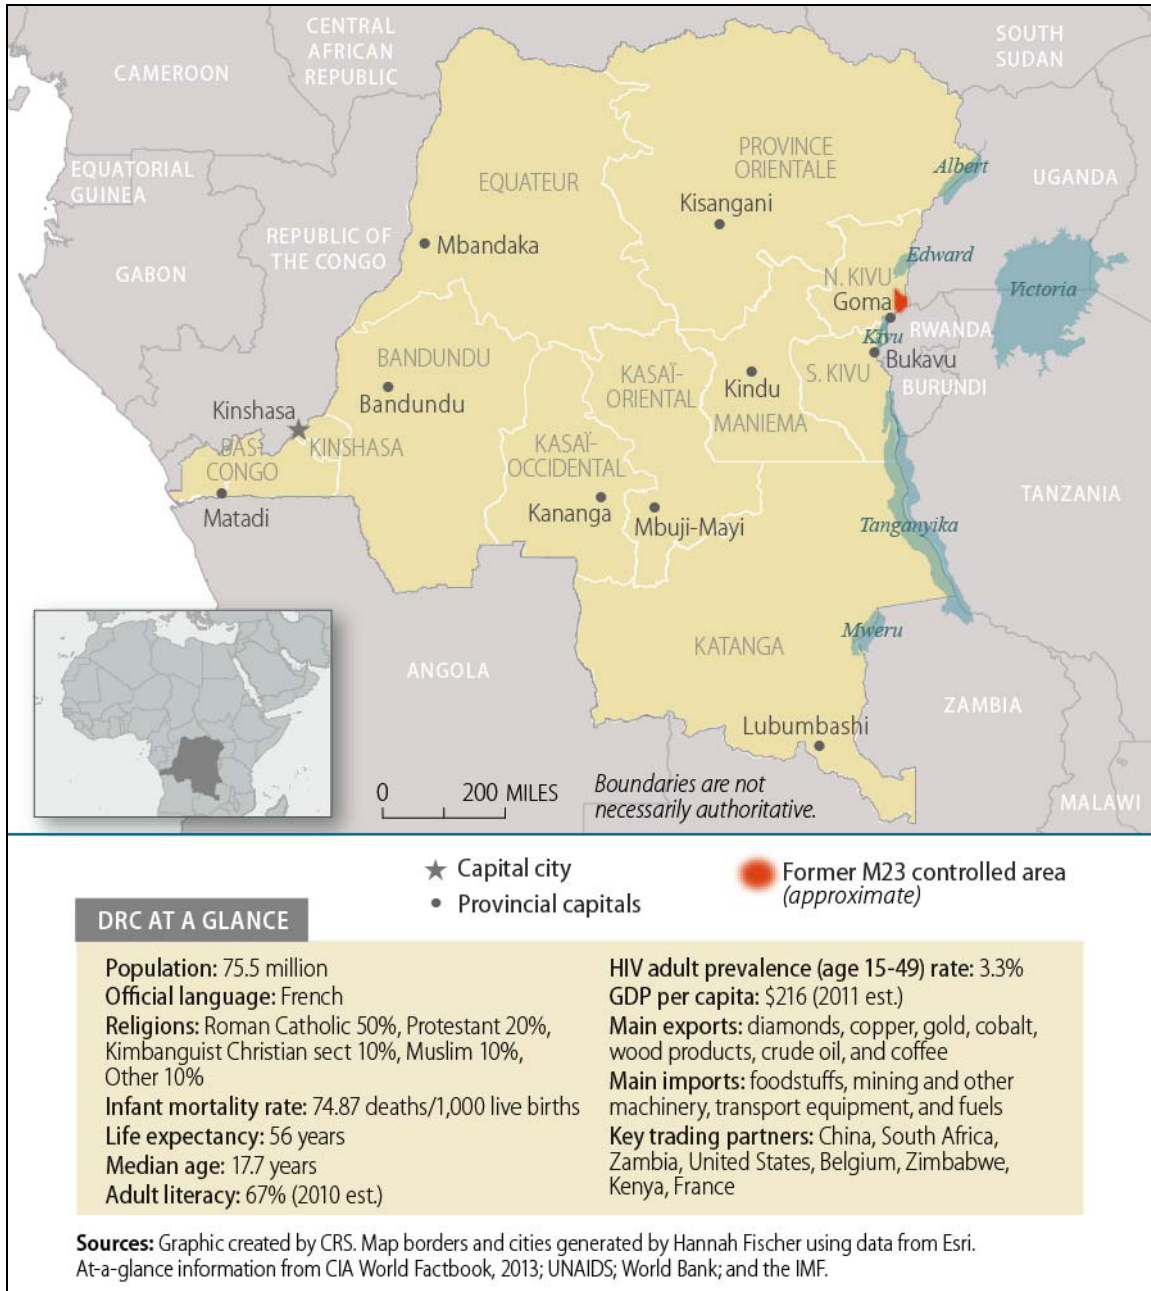 CENTRAL
AFRICAN
REPUBLIC
SOUTH
SUDAN
CAMEROON
EQUATORIAL
GUINEA
GABON
REPUBLIC OF
THE CONGO
EQUATEUR
Mbandaka
PROVINCE
ORIENTALE
Kisangani
Albert
UGANDA
Edward
Victoria
N. KIVU
Goma
RWANDA
Kivu
Bukavu
BURUNDI
BANDUNDU
Bandundu
KASAÏ-
ORIENTAL
Kindu
MANIEMA
S. KIVU
Kinshasa
KINSHASA
BAS-
CONGO
Matadi
KASAÏ-
OCCIDENTAL
Kananga
Mbuji-Mayi
TANZANIA
Tanganyika
Mweru
KATANGA
ANGOLA
ZAMBIA
Lubumbashi
MALAWI
0 200 MILES
Boundaries are not
necessarily authoritative.
Capital city
Provincial capitals
Former M23 controlled area
(approximate)
DRC AT A GLANCE
Population: 75.5 million
Official language: French
Religions: Roman Catholic 50%, Protestant 20%,
Kimbanguist Christian sect 10%, Muslim 10%,
Other 10%
Infant mortality rate: 74.87 deaths/1,000 live births
Life expectancy: 56 years
Median age: 17.7 years
Adult literacy: 67% (2010 est.)
HIV adult prevalence (age 15-49) rate: 3.3%
GDP per capita: $216 (2011 est.)
Main exports: diamonds, copper, gold, cobalt,
wood products, crude oil, and coffee
Main imports: foodstuffs, mining and other
machinery, transport equipment, and fuels
Key trading partners: China, South Africa,
Zambia, United States, Belgium, Zimbabwe,
Kenya, France
Sources: Graphic created by CRS. Map borders and cities generated by Hannah Fischer using data from Esri.
At-a-glance information from CIA World Factbook, 2013; UNAIDS; World Bank; and the IMF.